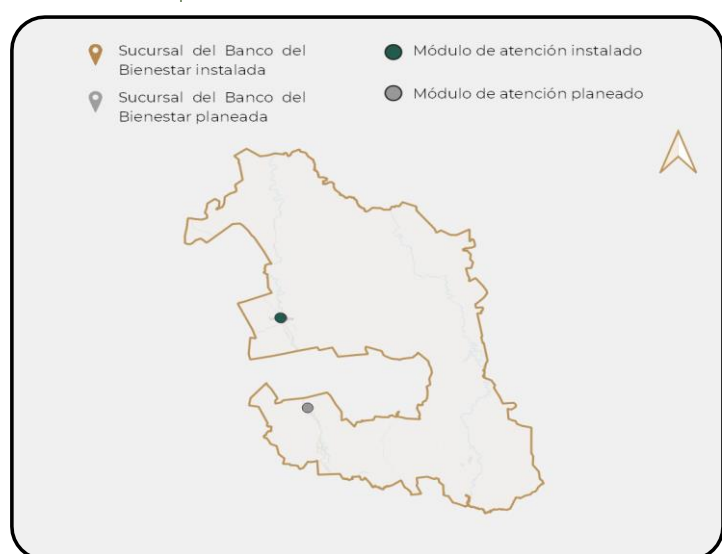 Sucursal del Banco del
Bienestar instalada
Sucursal del Banco del
Bienestar planeada
Módulo de atención instalado
Módulo de atención planeado